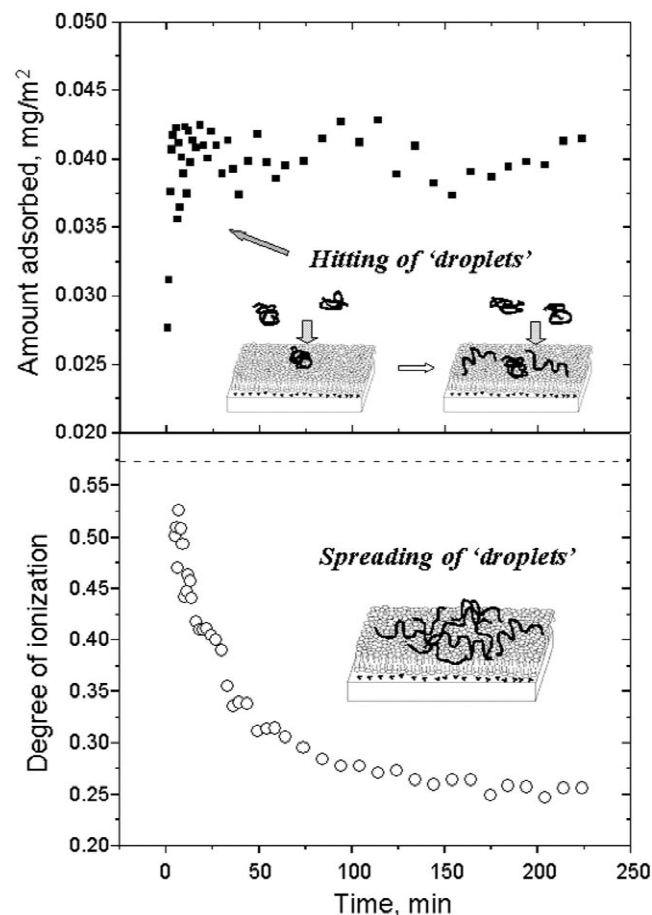 0.050
0.045
0.040
0.035
0.030
0.025
0.020
Amount adsorbed, mg/m²
Hitting of ‘droplets’
0.55
0.50
0.45
0.40
0.35
0.30
0.25
0.20
Degree of ionization
Spreading of ‘droplets’
0 50 100 150 200 250
Time, min